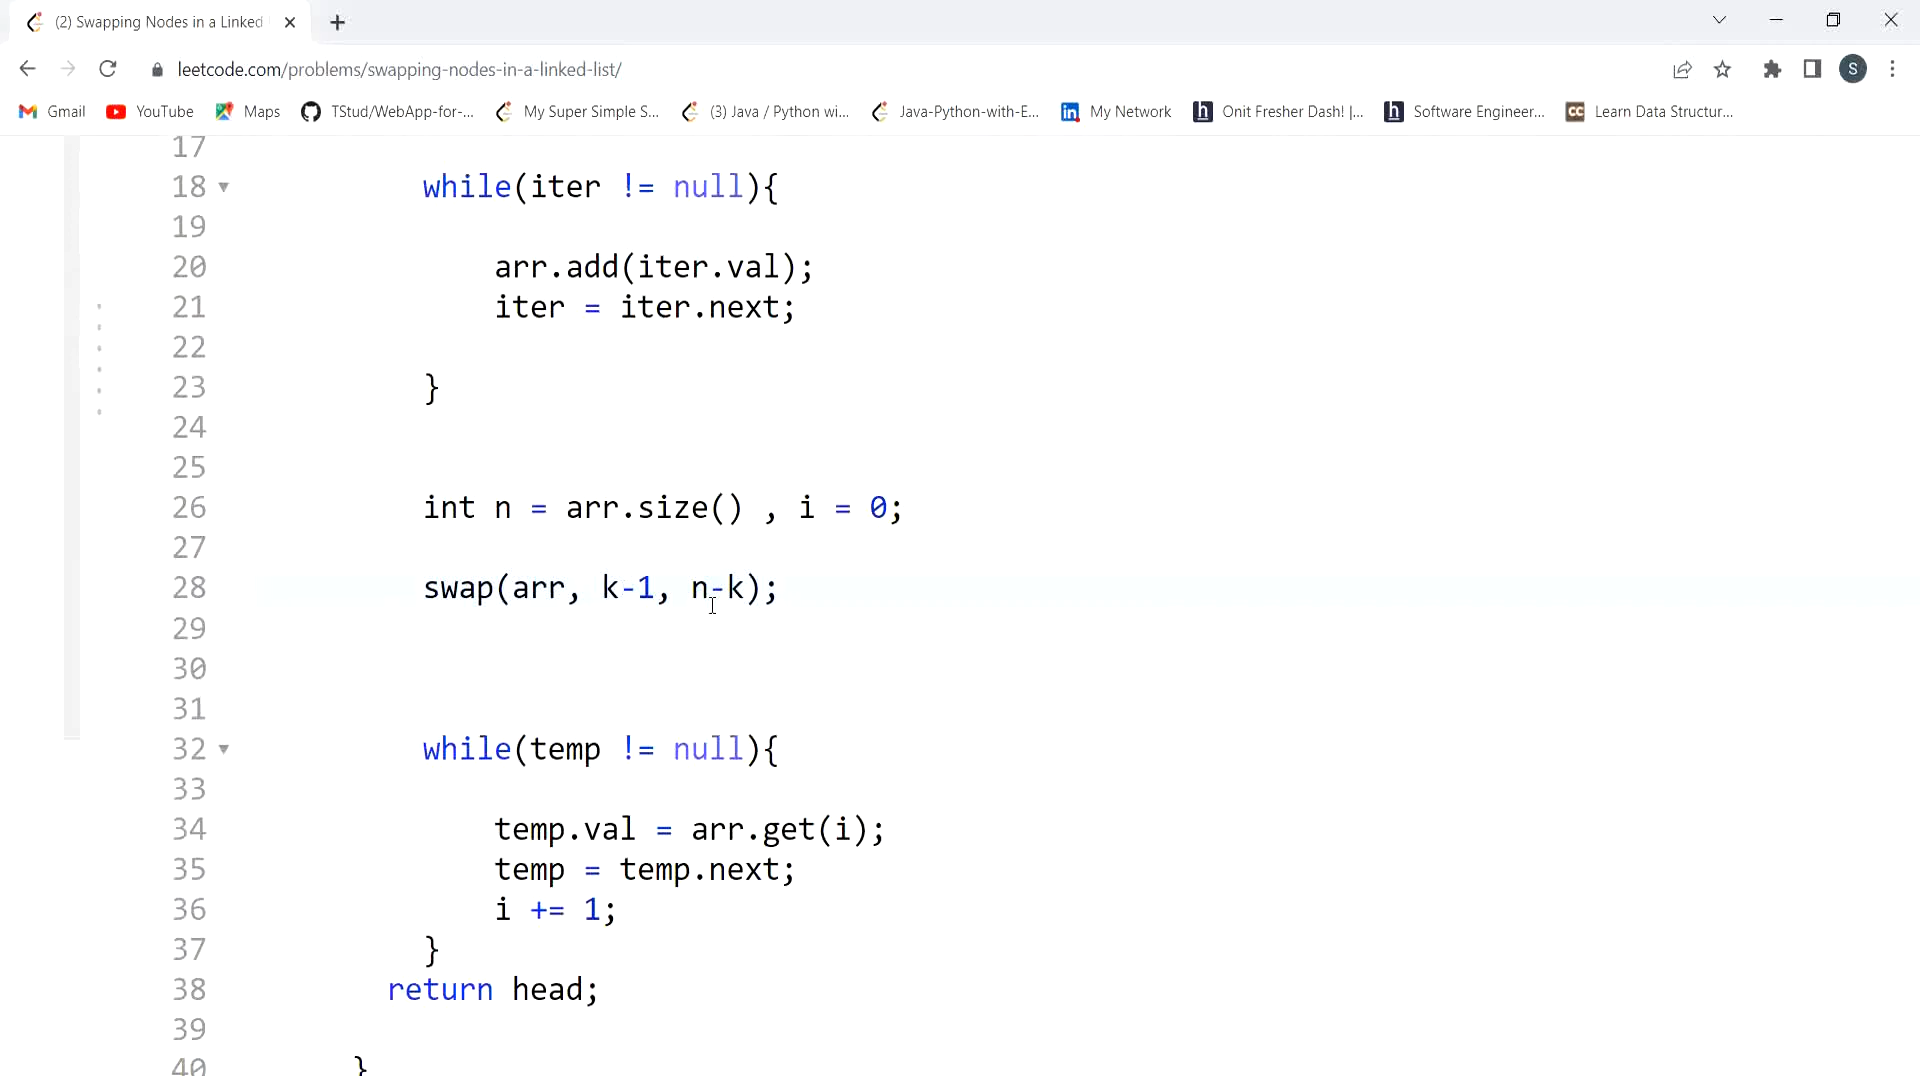 (2) Swapping Nodes in a Linked
leetcode.com/problems/swapping-nodes-in-a-linked-list/
S
Gmail YouTube Maps TStud/WebApp-for-... My Super Simple S... (3) Java / Python wi... Java-Python-with-E... in My Network h Onit Fresher Dash! |... h Software Engineer... CC Learn Data Structur...
17
18 while(iter != null){
19
20 arr.add(iter.val);
21 iter = iter.next;
22
23 }
24
25
26 int n = arr.size() , i = 0;
27
28 swap(arr, k-1, n-k);
29
30
31
32 while(temp != null){
33
34 temp.val = arr.get(i);
35 temp = temp.next;
36 i += 1;
37 }
38 return head;
39
40 }